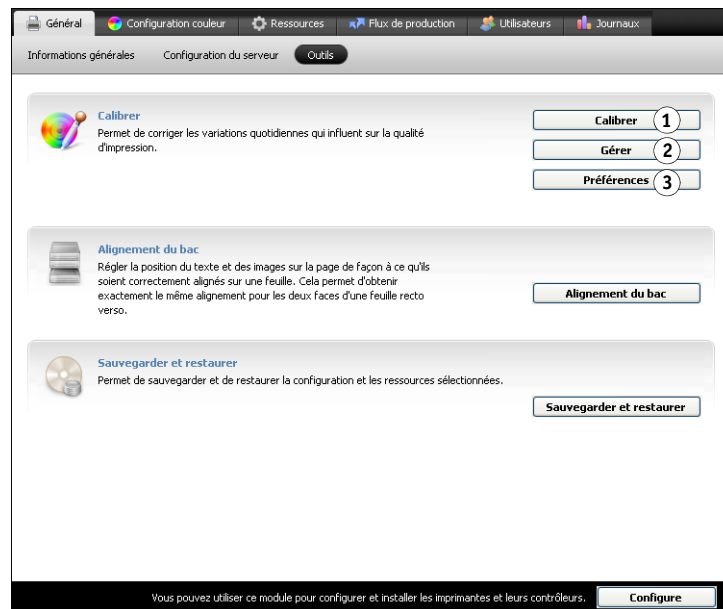 Général Configuration couleur Ressources Flux de production Utilisateurs Journaux
Informations générales Configuration du serveur Outils
Calibrer
Permet de corriger les variations quotidiennes qui influent sur la qualité
d'impression.
Calibrer 1
Gérer 2
Préférences 3
Alignement du bac
Régler la position du texte et des images sur la page de façon à ce qu'ils
soient correctement alignés sur une feuille. Cela permet d'obtenir
exactement le même alignement pour les deux faces d'une feuille recto
verso.
Alignement du bac
Sauvegarder et restaurer
Permet de sauvegarder et de restaurer la configuration et les ressources sélectionnées.
Sauvegarder et restaurer
Vous pouvez utiliser ce module pour configurer et installer les imprimantes et leurs contrôleurs. Configure